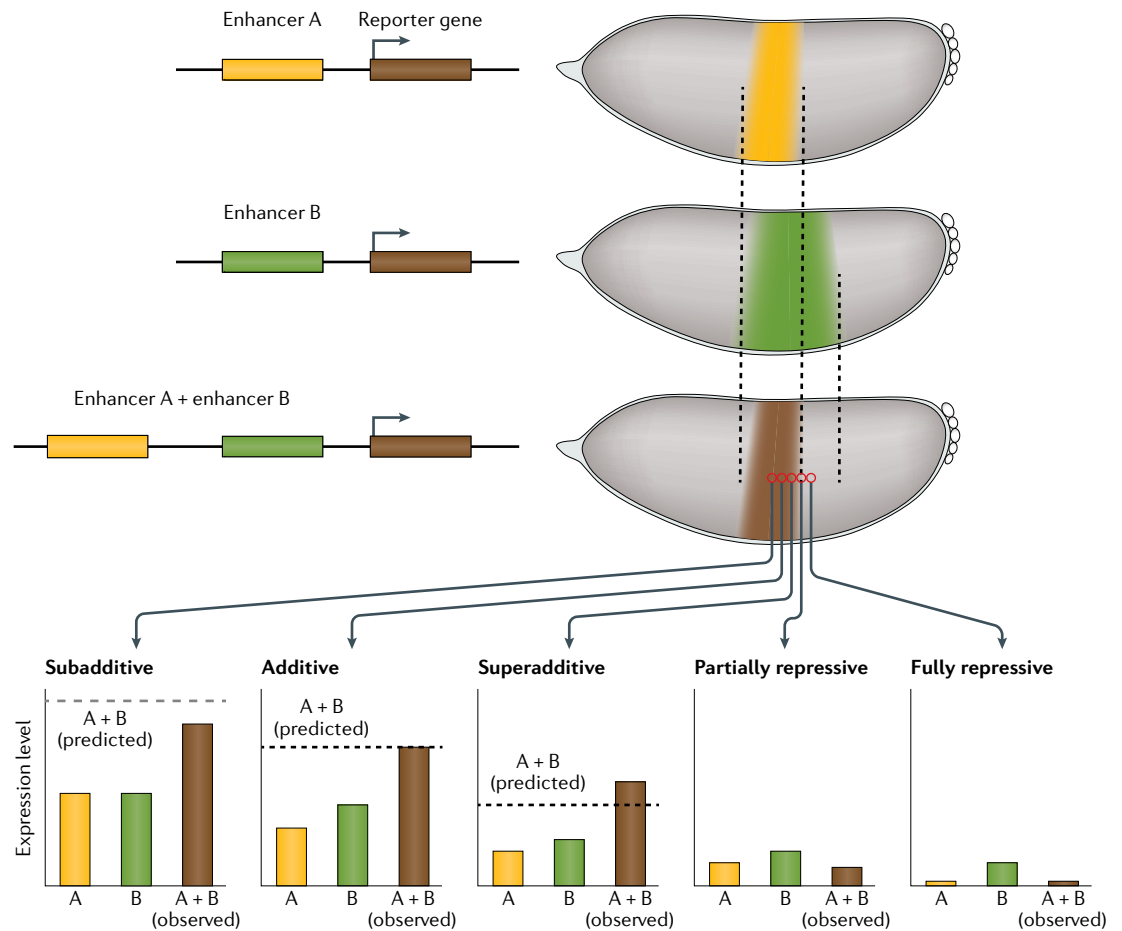 Enhancer A
Reporter gene
Enhancer B
Enhancer A + enhancer B
Subadditive
Additive
Superadditive
Partially repressive
Fully repressive
Expression level
A + B
(predicted)
A
B
A + B
(observed)
A + B
(predicted)
A
B
A + B
(observed)
A + B
(predicted)
A
B
A + B
(observed)
A
B
A + B
(observed)
A
B
A + B
(observed)